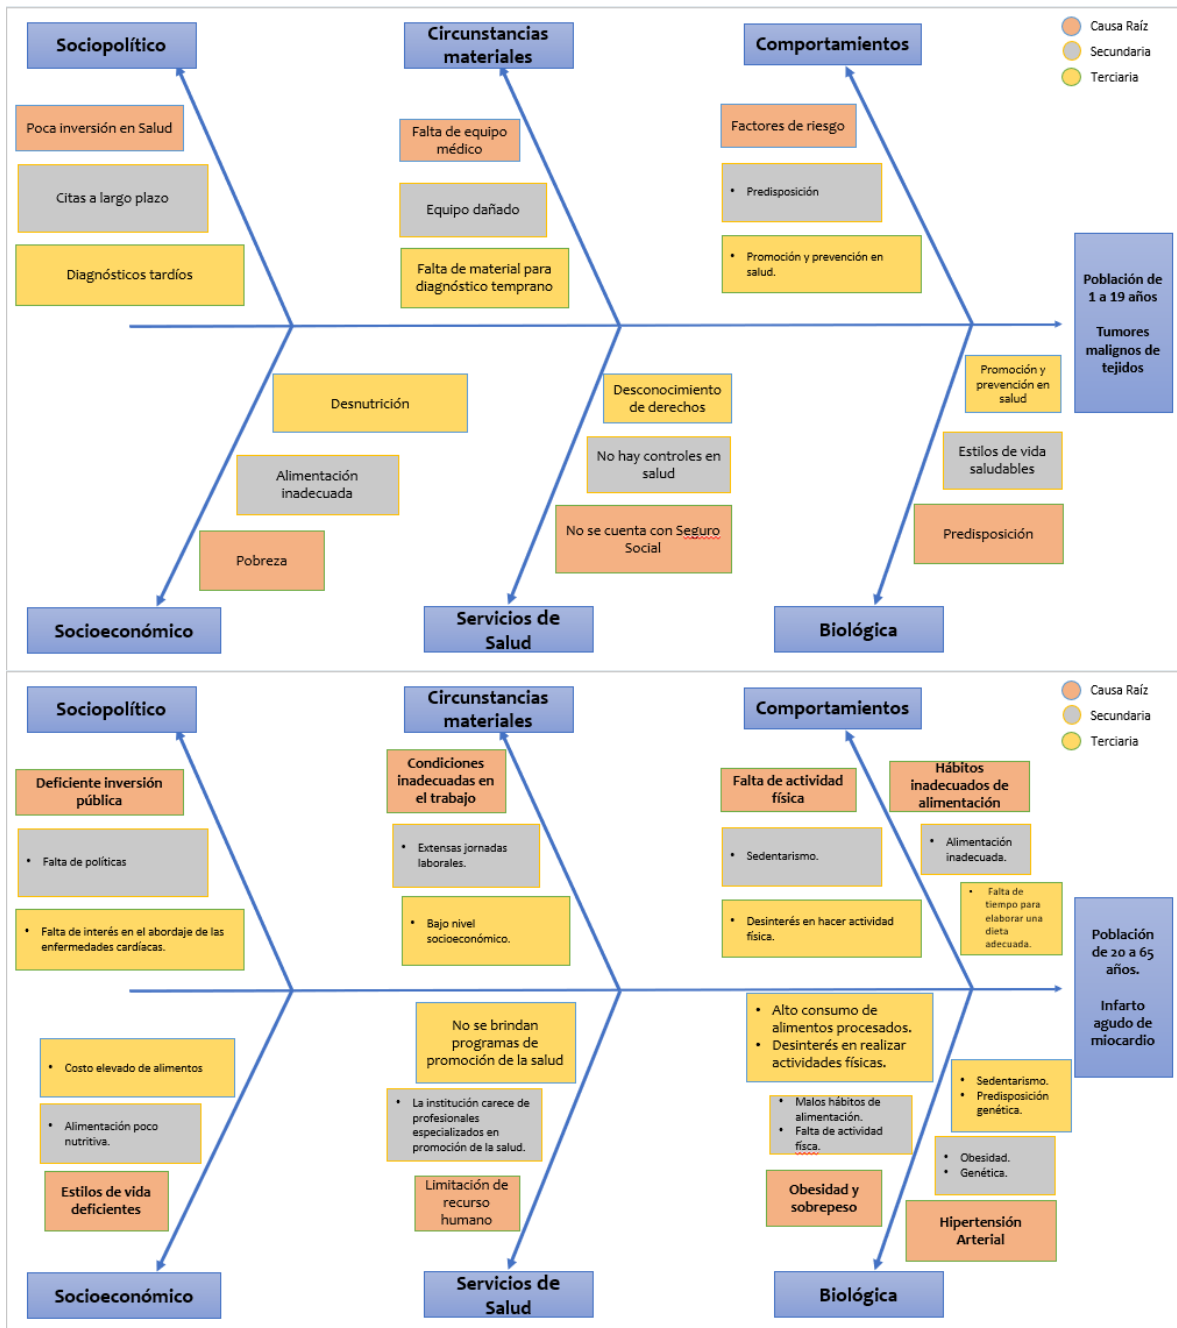 Sociopolítico
Circunstancias
materiales
Comportamientos
Causa Raíz
Secundaria
Terciaria
Poca inversión en Salud
Citas a largo plazo
Diagnósticos tardíos
Falta de equipo
médico
Equipo dañado
Falta de material para
diagnóstico temprano
Factores de riesgo
• Predisposición
• Promoción y prevención en
salud.
Población de
1 a 19 años
Tumores
malignos de
tejidos
Desnutrición
Alimentación
inadecuada
Pobreza
Desconocimiento
de derechos
No hay controles en
salud
No se cuenta con Seguro
Social
Promoción y
prevención en
salud
Estilos de vida
saludables
Predisposición
Socioeconómico
Servicios de
Salud
Biológica
Sociopolítico
Circunstancias
materiales
Comportamientos
Causa Raíz
Secundaria
Terciaria
Deficiente inversión
pública
• Falta de políticas
• Falta de interés en el abordaje de las
enfermedades cardíacas.
Condiciones
inadecuadas en
el trabajo
• Extensas jornadas
laborales.
• Bajo nivel
socioeconómico.
Falta de actividad
física
• Sedentarismo.
• Desinterés en hacer actividad
física.
Hábitos
inadecuados de
alimentación
• Alimentación
inadecuada.
• Falta de
tiempo para
elaborar una
dieta
adecuada.
Población
de 20 a 65
años.
Infarto
agudo de
miocardio
• Costo elevado de alimentos
• Alimentación poco
nutritiva.
Estilos de vida
deficientes
No se brindan
programas de
promoción de la salud
• La institución carece de
profesionales
especializados en
promoción de la salud.
Limitación de
recurso
humano
• Alto consumo de
alimentos procesados.
• Desinterés en realizar
actividades físicas.
• Malos hábitos de
alimentación.
• Falta de actividad
físca.
Obesidad y
sobrepeso
• Sedentarismo.
• Predisposición
genética.
• Obesidad.
• Genética.
Hipertensión
Arterial
Socioeconómico
Servicios de
Salud
Biológica